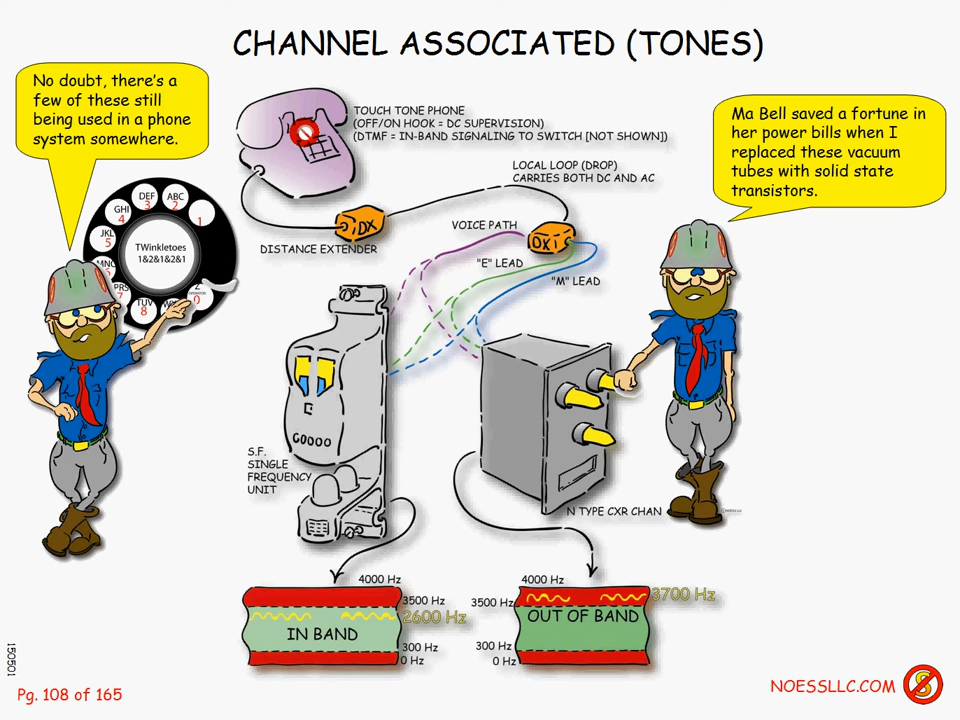 CHANNEL ASSOCIATED (TONES)
No doubt, there's a
few of these still
being used in a phone
system somewhere.
Ma Bell saved a fortune in
her power bills when I
replaced these vacuum
tubes with solid state
transistors.
TOUCH TONE PHONE
(OFF/ON HOOK = DC SUPERVISION)
(DTMF = IN-BAND SIGNALING TO SWITCH [NOT SHOWN])
LOCAL LOOP (DROP)
CARRIES BOTH DC AND AC
DX
DISTANCE EXTENDER
VOICE PATH
DX
"E" LEAD
"M" LEAD
ABC
2
DEF
3
1
GHI
4
JKL
5
MNO
PRS
7
TUV
8
Z
0
TWinkletoes
1&2&1&2&1
S.F.
SINGLE
FREQUENCY
UNIT
N TYPE CXR CHAN
4000 Hz
3500 Hz
2600 Hz
IN BAND
300 Hz
0 Hz
4000 Hz
3700 Hz
3500 Hz
OUT OF BAND
300 Hz
0 Hz
150501
Pg. 108 of 165
NOESSLLC.COM
S